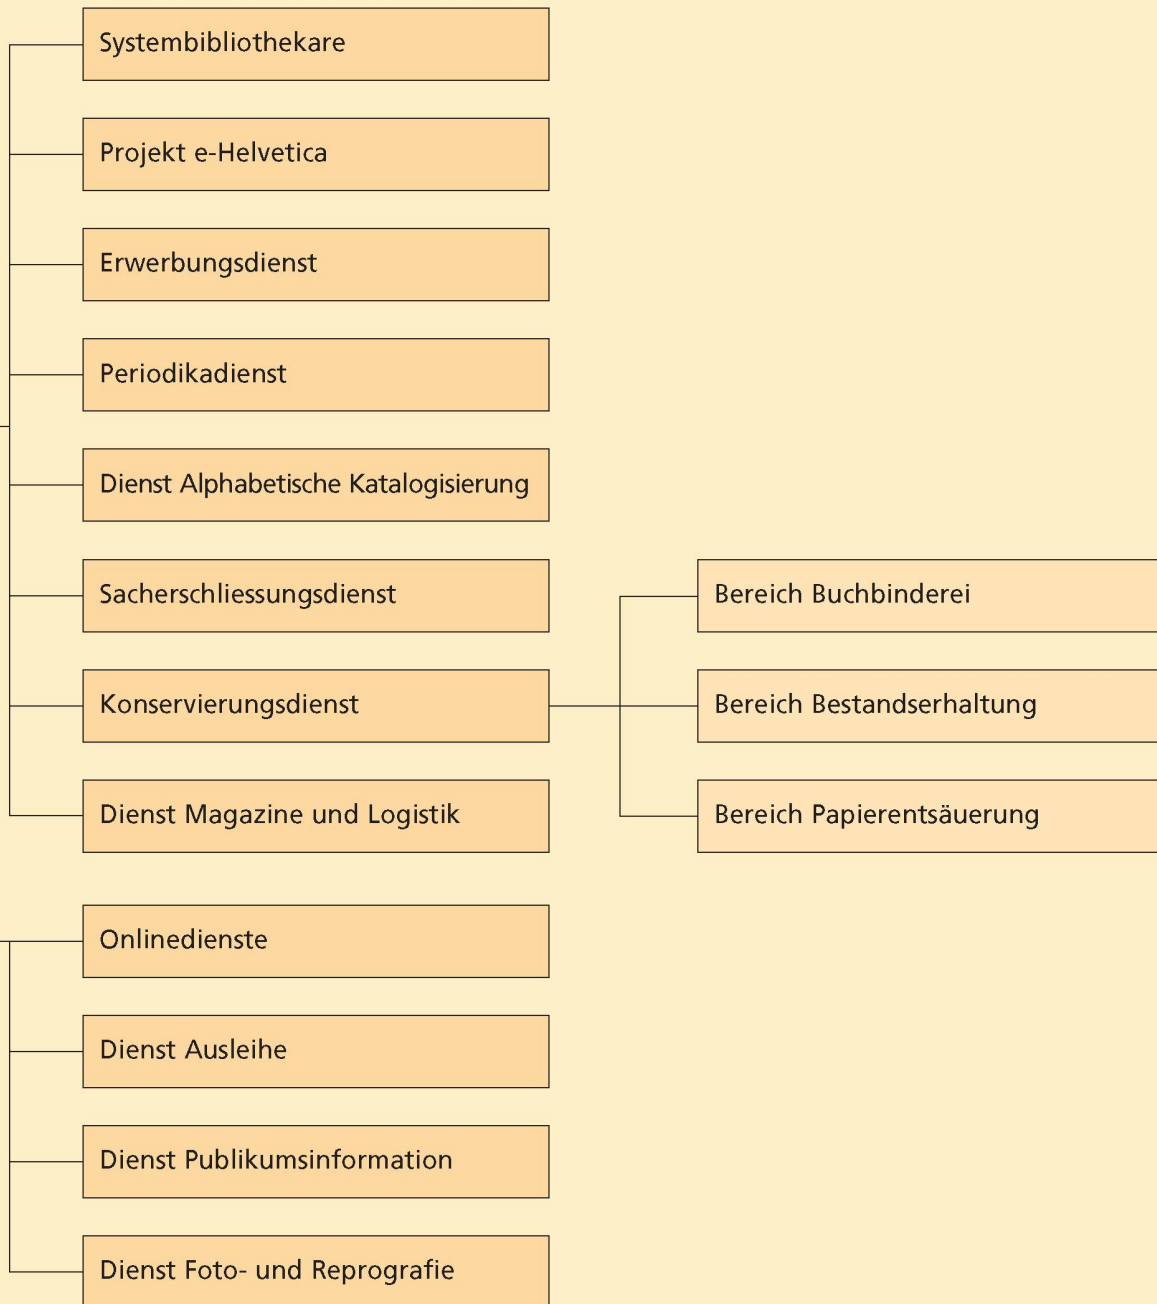 Systembibliothekare
Projekt e-Helvetica
Erwerbungsdienst
Periodikadienst
Dienst Alphabetische Katalogisierung
Sacherschliessungsdienst
Konservierungsdienst
Dienst Magazine und Logistik
Bereich Buchbinderei
Bereich Bestandserhaltung
Bereich Papierentsäuerung
Onlinedienste
Dienst Ausleihe
Dienst Publikumsinformation
Dienst Foto- und Reprografie